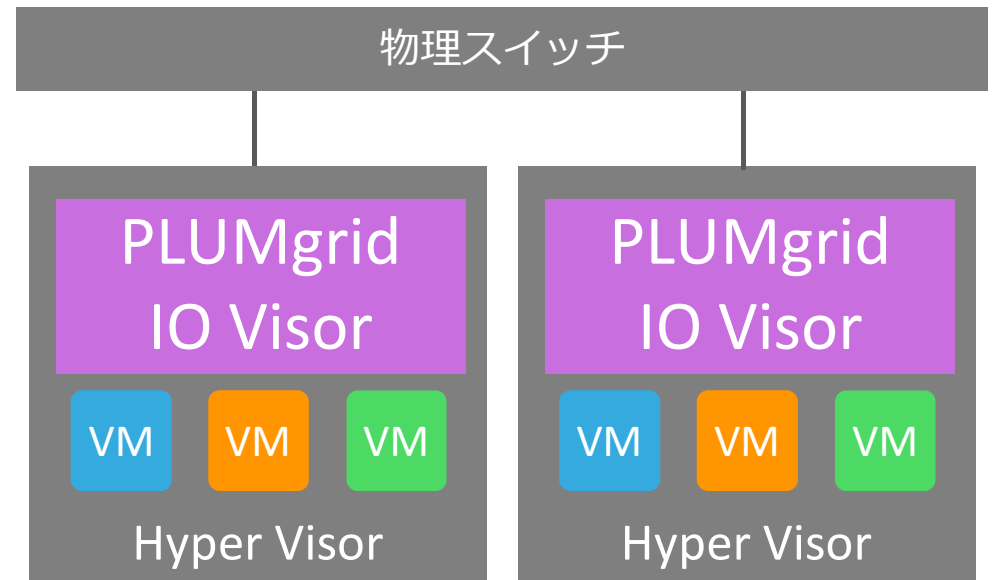 物理スイッチ
PLUMgrid
IO Visor
VM VM VM
Hyper Visor
PLUMgrid
IO Visor
VM VM VM
Hyper Visor